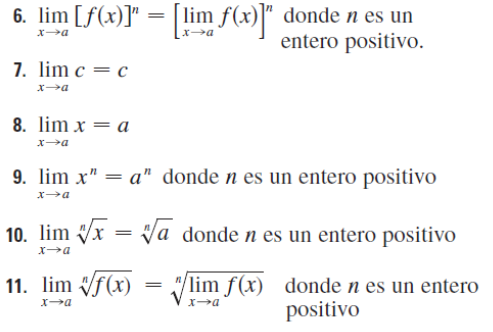 6. lim x→a [f(x)]ⁿ = [lim x→a f(x)]ⁿ donde n es un
entero positivo.
7. lim x→a c = c
8. lim x→a x = a
9. lim x→a xⁿ = aⁿ donde n es un entero positivo
10. lim x→a ⁿ√x = ⁿ√a donde n es un entero positivo
11. lim x→a ⁿ√f(x) = ⁿ√lim x→a f(x) donde n es un entero
positivo